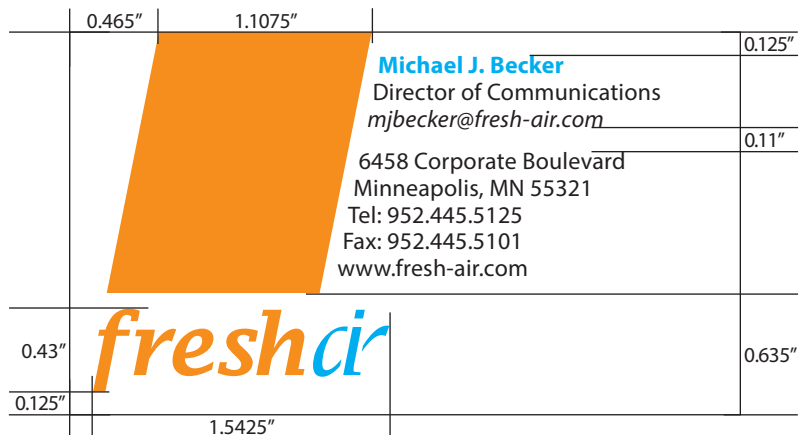 0.465” 1.1075”
0.125”
Michael J. Becker
Director of Communications
mjbecker@fresh-air.com
0.11”
6458 Corporate Boulevard
Minneapolis, MN 55321
Tel: 952.445.5125
Fax: 952.445.5101
www.fresh-air.com
freshair
0.43”
0.635”
0.125”
1.5425”